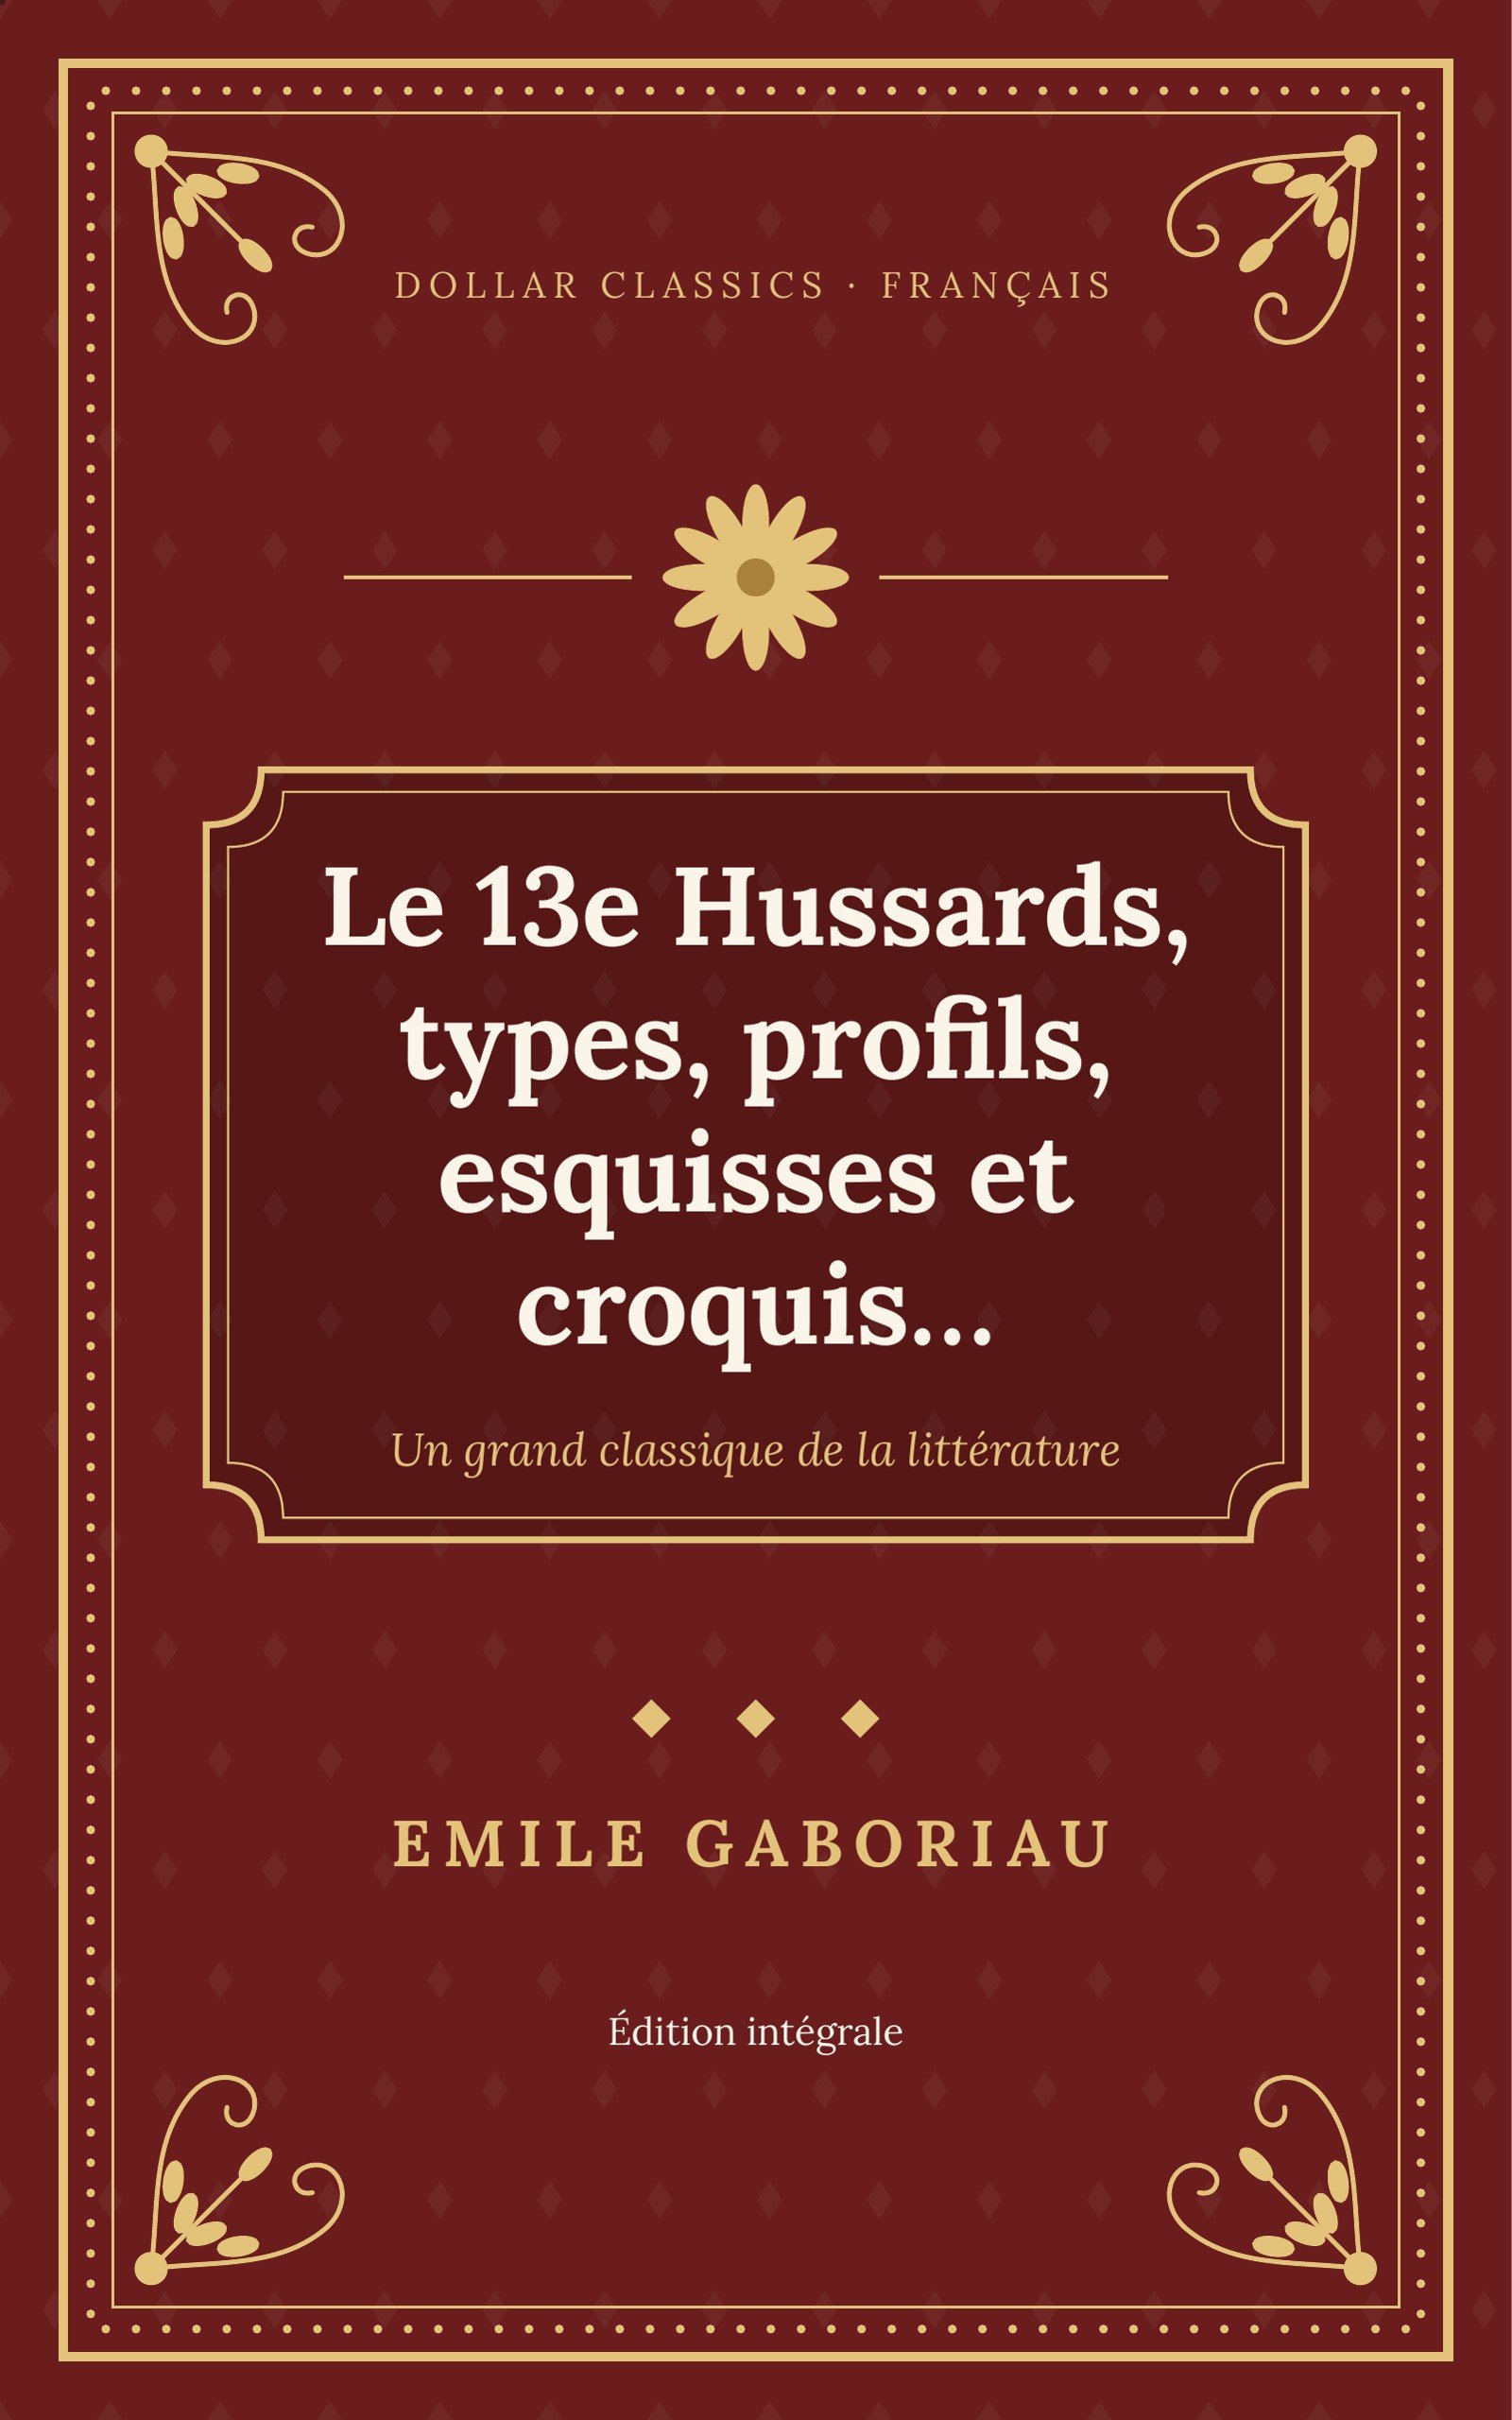 DOLLAR CLASSICS · FRANÇAIS
Le 13e Hussards,
types, profils,
esquisses et
croquis...
Un grand classique de la littérature
EMILE GABORIAU
Édition intégrale